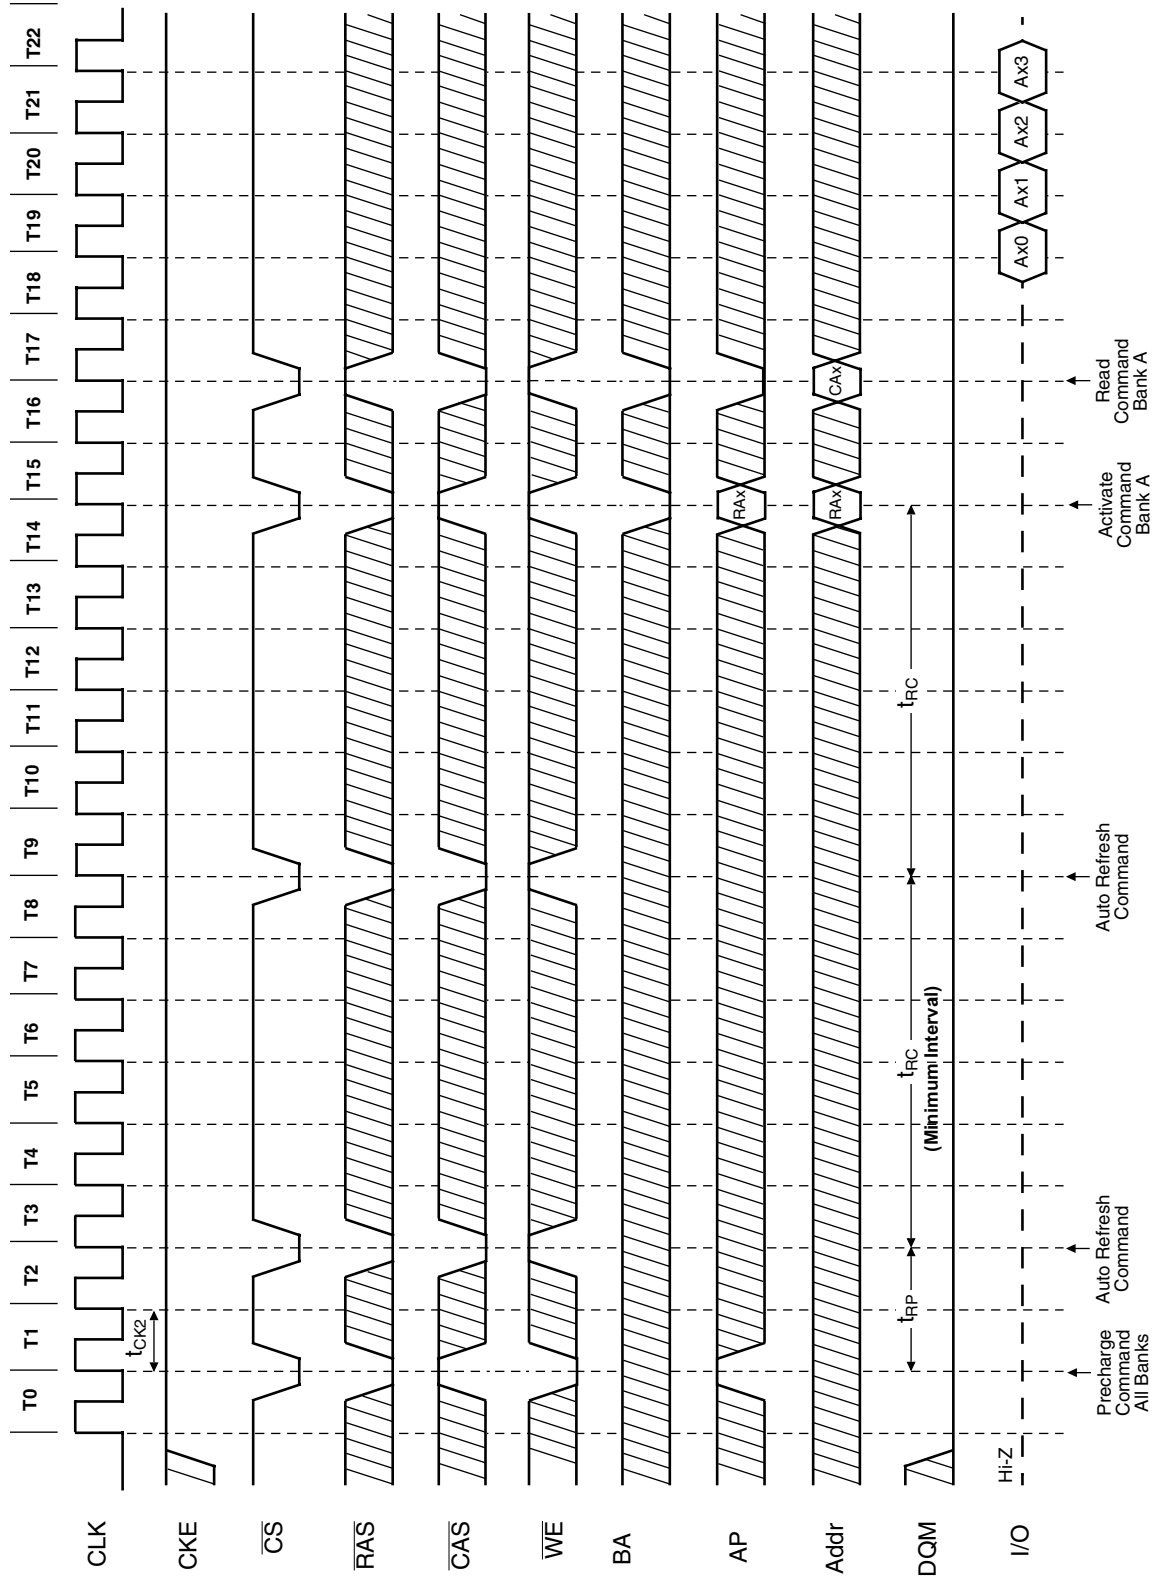 T0 T1 T2 T3 T4 T5 T6 T7 T8 T9 T10 T11 T12 T13 T14 T15 T16 T17 T18 T19 T20 T21 T22
CLK
tCK2
CKE
CS
RAS
CAS
WE
BA
AP
RAx
Addr
RAx CAx
tRP tRC tRC
(Minimum Interval)
DQM
Hi-Z
I/O
Ax0 Ax1 Ax2 Ax3
Precharge
Command
All Banks
Auto Refresh
Command
Auto Refresh
Command
Activate
Command
Bank A
Read
Command
Bank A